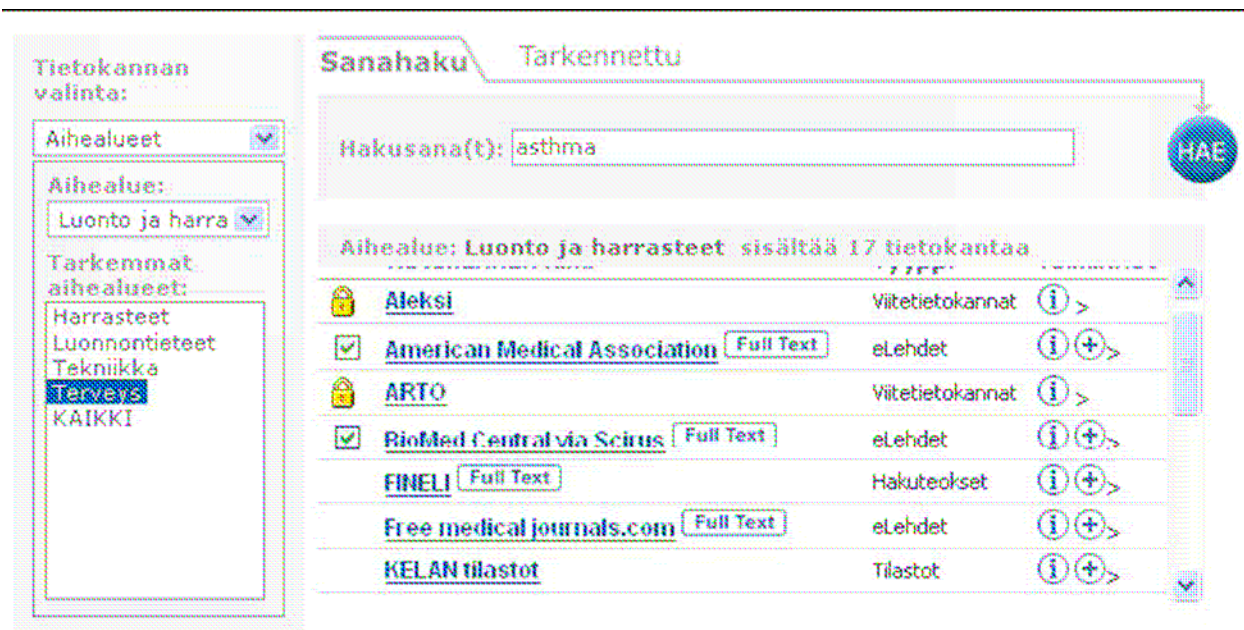 Tietokannan
valinta:
Aihealueet
Aihealue:
Luonto ja harra
Tarkemmat
aihealueet:
Harrasteet
Luonnontieteet
Tekniikka
Terveys
KAIKKI
Sanahaku Tarkennettu
Hakusana(t): asthma
HAE
Aihealue: Luonto ja harrasteet sisältää 17 tietokantaa
Aleksi Viitetietokannat
American Medical Association Full Text eLehdet
ARTO Viitetietokannat
BioMed Central via Scirus Full Text eLehdet
FINELI Full Text Hakuteokset
Free medical journals.com Full Text eLehdet
KELAN tilastot Tilastot